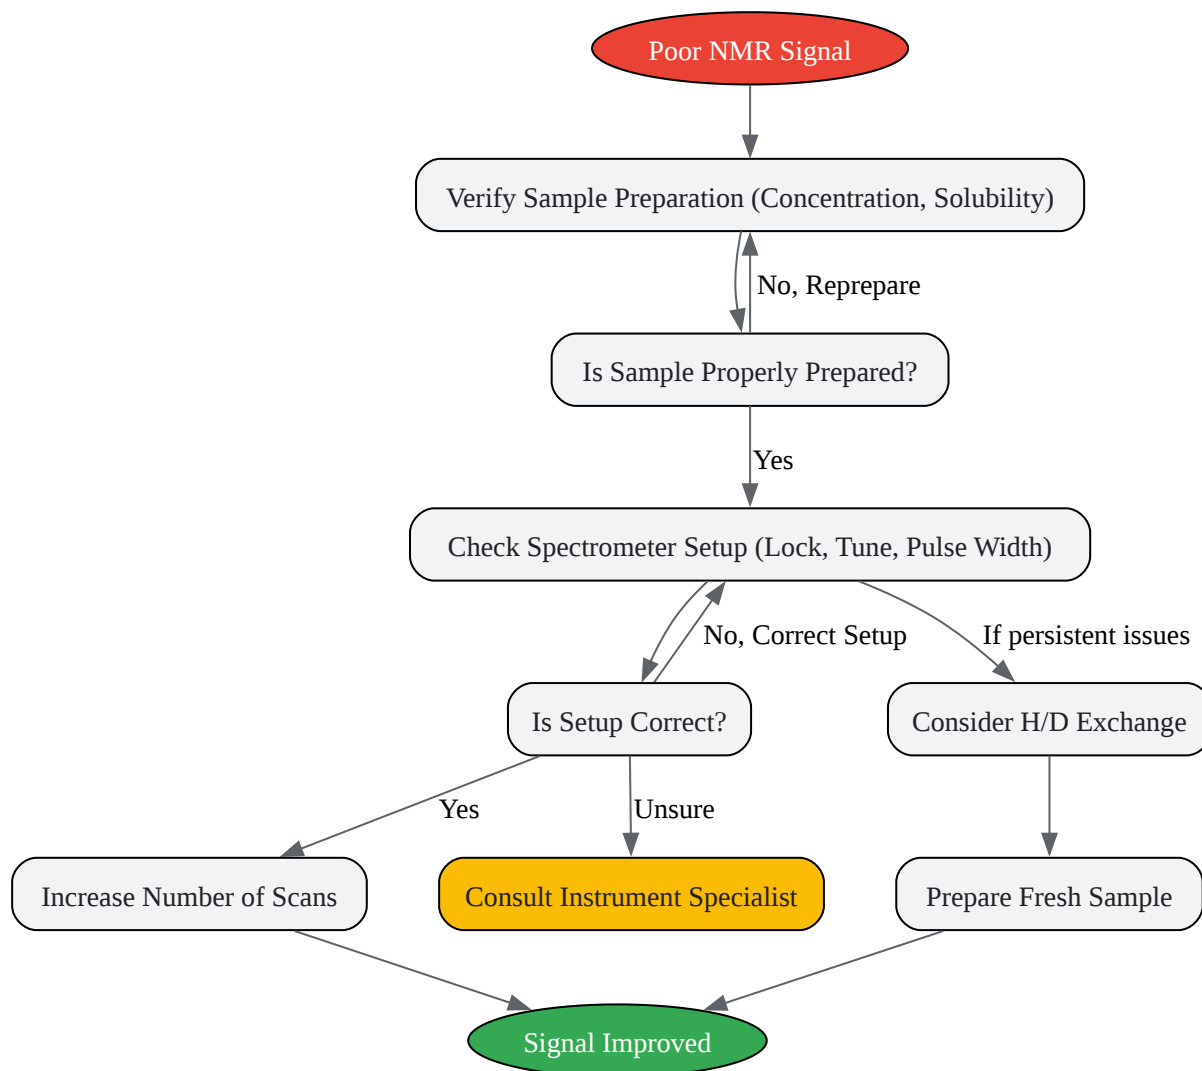 Poor NMR Signal
Verify Sample Preparation (Concentration, Solubility)
No, Reprepare
Is Sample Properly Prepared?
Yes
Check Spectrometer Setup (Lock, Tune, Pulse Width)
No, Correct Setup
If persistent issues
Is Setup Correct?
Consider H/D Exchange
Yes
Unsure
Increase Number of Scans
Consult Instrument Specialist
Prepare Fresh Sample
Signal Improved